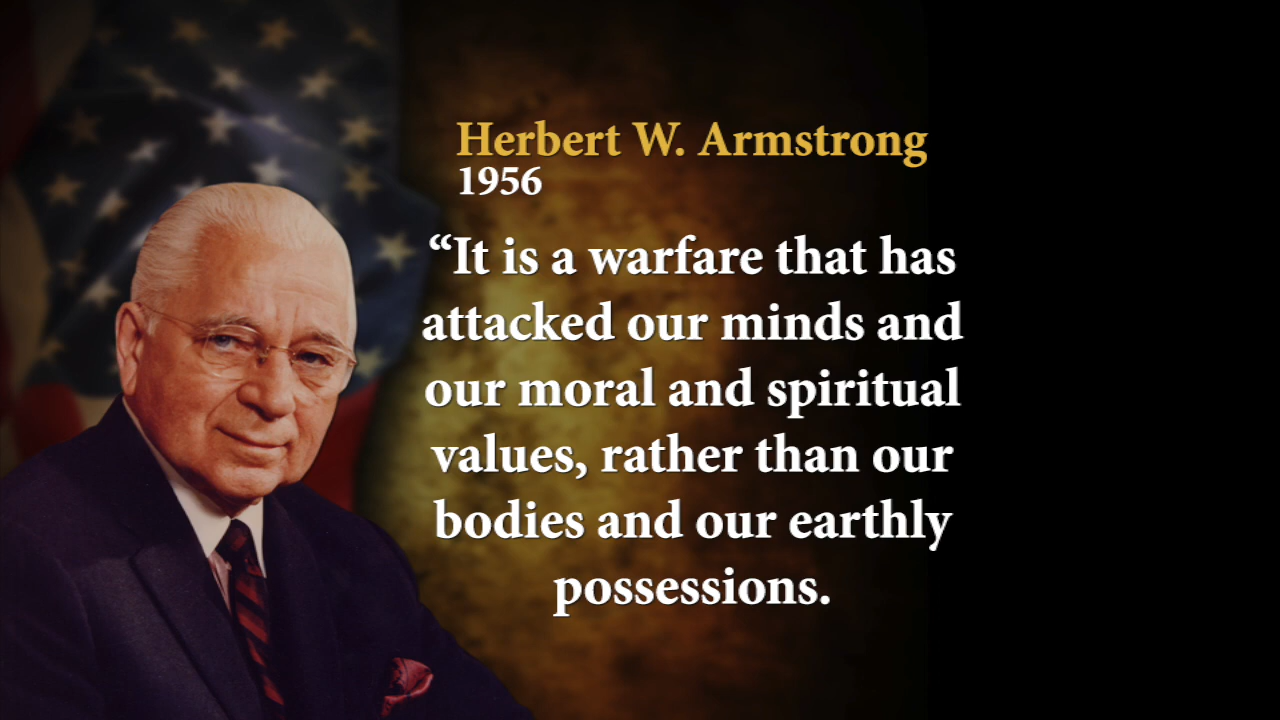 Herbert W. Armstrong
1956
“It is a warfare that has
attacked our minds and
our moral and spiritual
values, rather than our
bodies and our earthly
possessions.